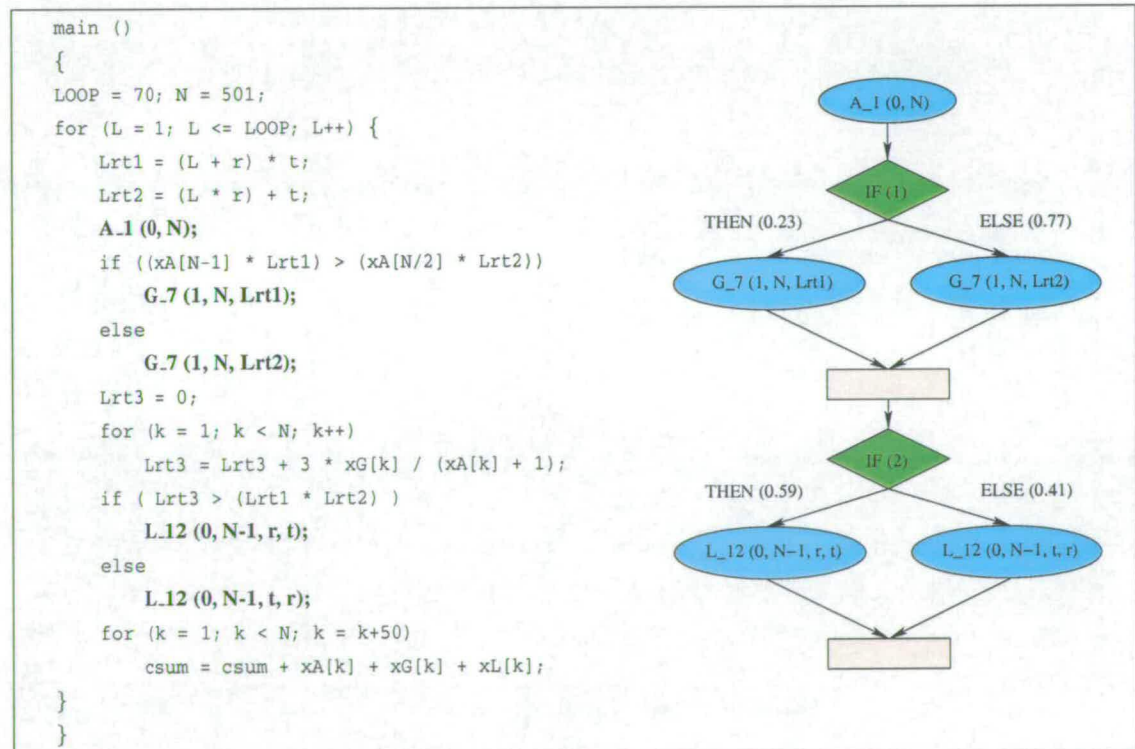 main ()
{
LOOP = 70; N = 501;
for (L = 1; L <= LOOP; L++) {
Lrt1 = (L + r) * t;
Lrt2 = (L * r) + t;
A_1 (0, N);
if ((xA[N-1] * Lrt1) > (xA[N/2] * Lrt2))
G_7 (1, N, Lrt1);
else
G_7 (1, N, Lrt2);
Lrt3 = 0;
for (k = 1; k < N; k++)
Lrt3 = Lrt3 + 3 * xG[k] / (xA[k] + 1);
if ( Lrt3 > (Lrt1 * Lrt2) )
L_12 (0, N-1, r, t);
else
L_12 (0, N-1, t, r);
for (k = 1; k < N; k = k+50)
csum = csum + xA[k] + xG[k] + xL[k];
}
}
A_1 (0, N)
IF (1)
THEN (0.23) ELSE (0.77)
G_7 (1, N, Lrt1) G_7 (1, N, Lrt2)
IF (2)
THEN (0.59) ELSE (0.41)
L_12 (0, N−1, r, t) L_12 (0, N−1, t, r)